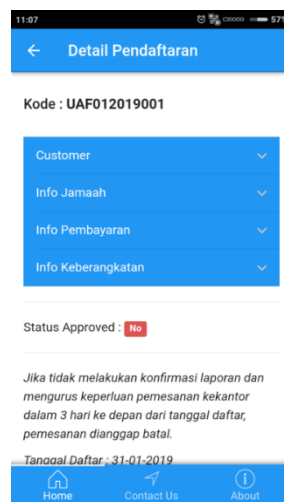 11:07
57%
Detail Pendaftaran
Kode : UAF012019001
Customer
Info Jamaah
Info Pembayaran
Info Keberangkatan
Status Approved : No
Jika tidak melakukan konfirmasi laporan dan
mengurus keperluan pemesanan kekantor
dalam 3 hari ke depan dari tanggal daftar,
pemesanan dianggap batal.
Tanggal Daftar : 31-01-2019
Home
Contact Us
About